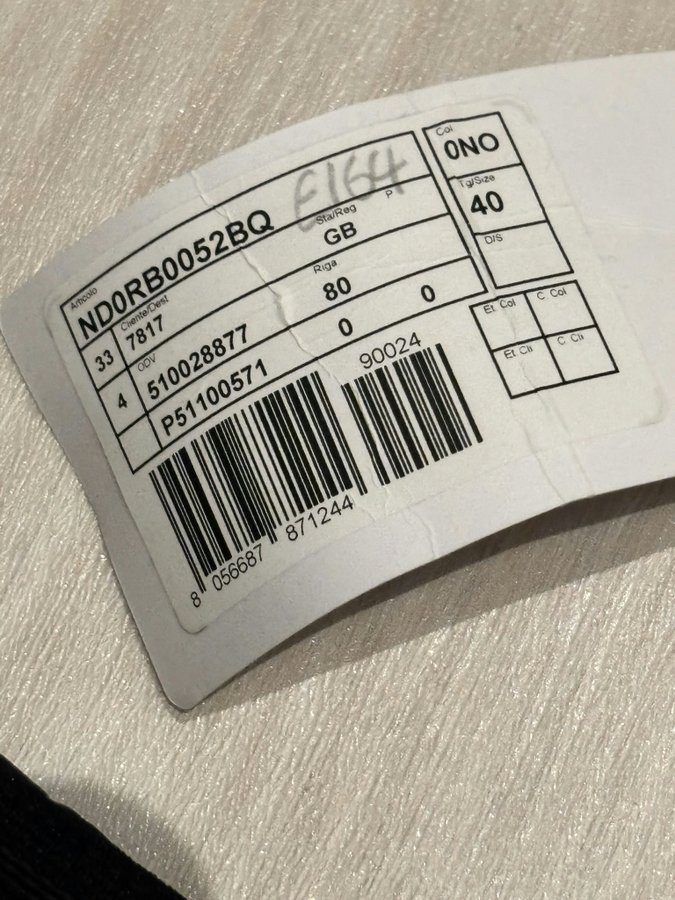 Articolo
ND0RB0052BQ £164
Cliente/Dest Sta/Reg P
33 7817 GB
ODV Riga
4 510028877 80
P51100571 0 0
Col
0NO
Tg/Size
40
D/S
Et Col C Col
Et Cli C Cli
90024
8 056687 871244